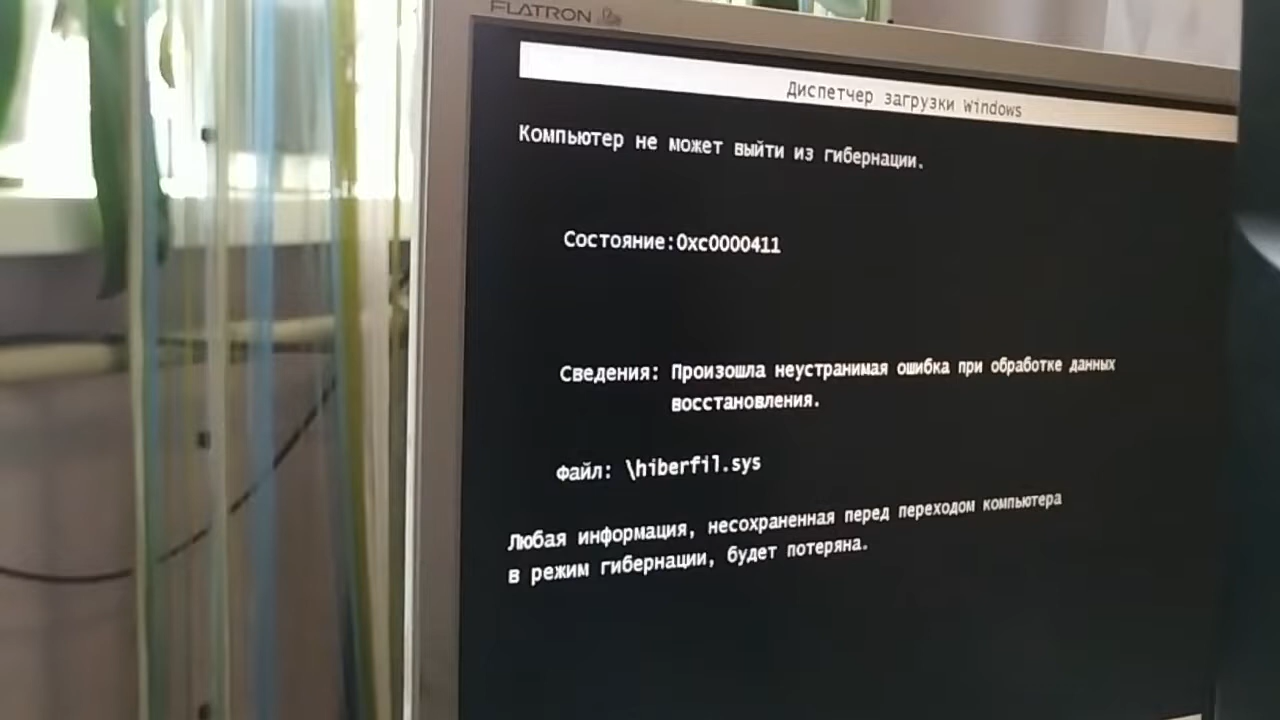 FLATRON
Диспетчер загрузки Windows
Компьютер не может выйти из гибернации.
Состояние:0xc0000411
Сведения: Произошла неустранимая ошибка при обработке данных
восстановления.
Файл: \hiberfil.sys
Любая информация, несохраненная перед переходом компьютера
в режим гибернации, будет потеряна.